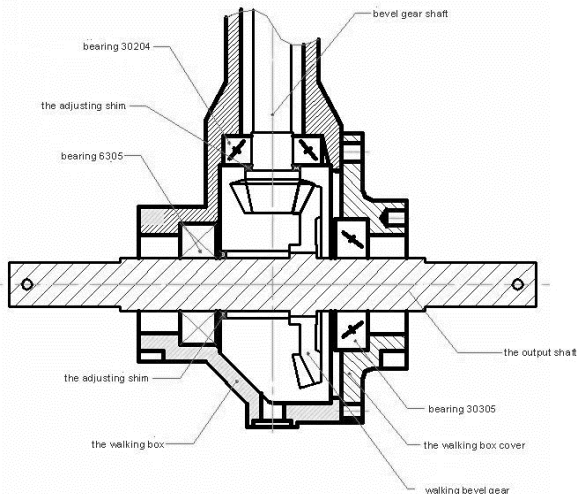 bevel gear shaft
bearing 30204
the adjusting shim
bearing 6305
the output shaft
the adjusting shim
bearing 30305
the walking box
the walking box cover
walking bevel gear